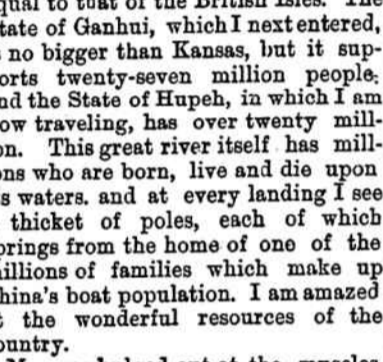 qual to that of the British Isles. The
tate of Ganhui, which I next entered,
s no bigger than Kansas, but it sup-
orts twenty-seven million people,
nd the State of Hupeh, in which I am
ow traveling, has over twenty mill-
on. This great river itself has mill-
ons who are born, live and die upon
s waters. and at every landing I see
thicket of poles, each of which
prings from the home of one of the
illions of families which make up
hina's boat population. I am amazed
t the wonderful resources of the
ountry.